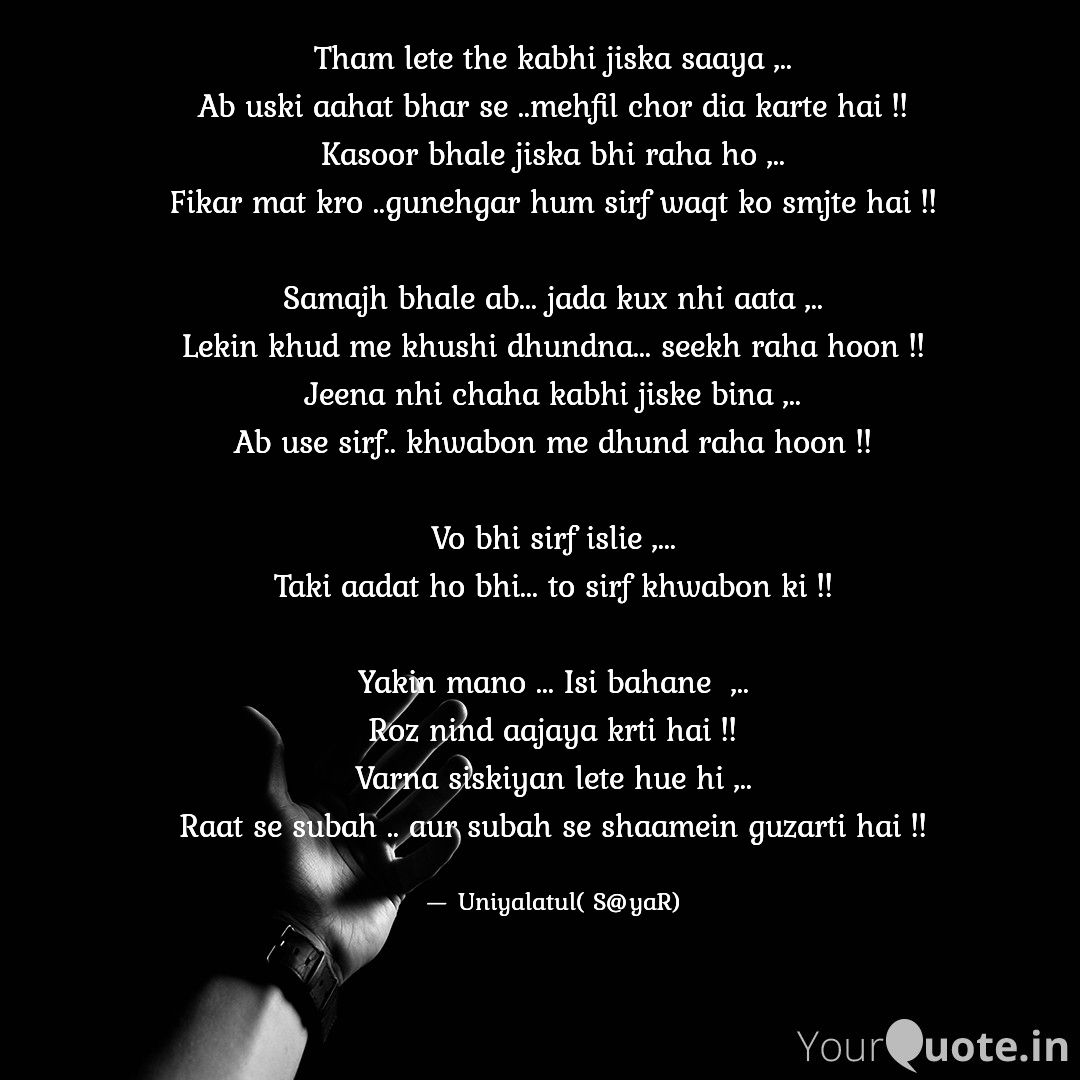 Tham lete the kabhi jiska saaya ,..
Ab uski aahat bhar se ..mehfil chor dia karte hai !!
Kasoor bhale jiska bhi raha ho ,..
Fikar mat kro ..gunehgar hum sirf waqt ko smjte hai !!

Samajh bhale ab... jada kux nhi aata ,..
Lekin khud me khushi dhundna... seekh raha hoon !!
Jeena nhi chaha kabhi jiske bina ,..
Ab use sirf.. khwabon me dhund raha hoon !!

Vo bhi sirf islie ,...
Taki aadat ho bhi... to sirf khwabon ki !!

Yakin mano ... Isi bahane  ,..
Roz nind aajaya krti hai !!
Varna siskiyan lete hue hi ,..
Raat se subah .. aur subah se shaamein guzarti hai !!

— Uniyalatul( S@yaR)
YourQuote.in